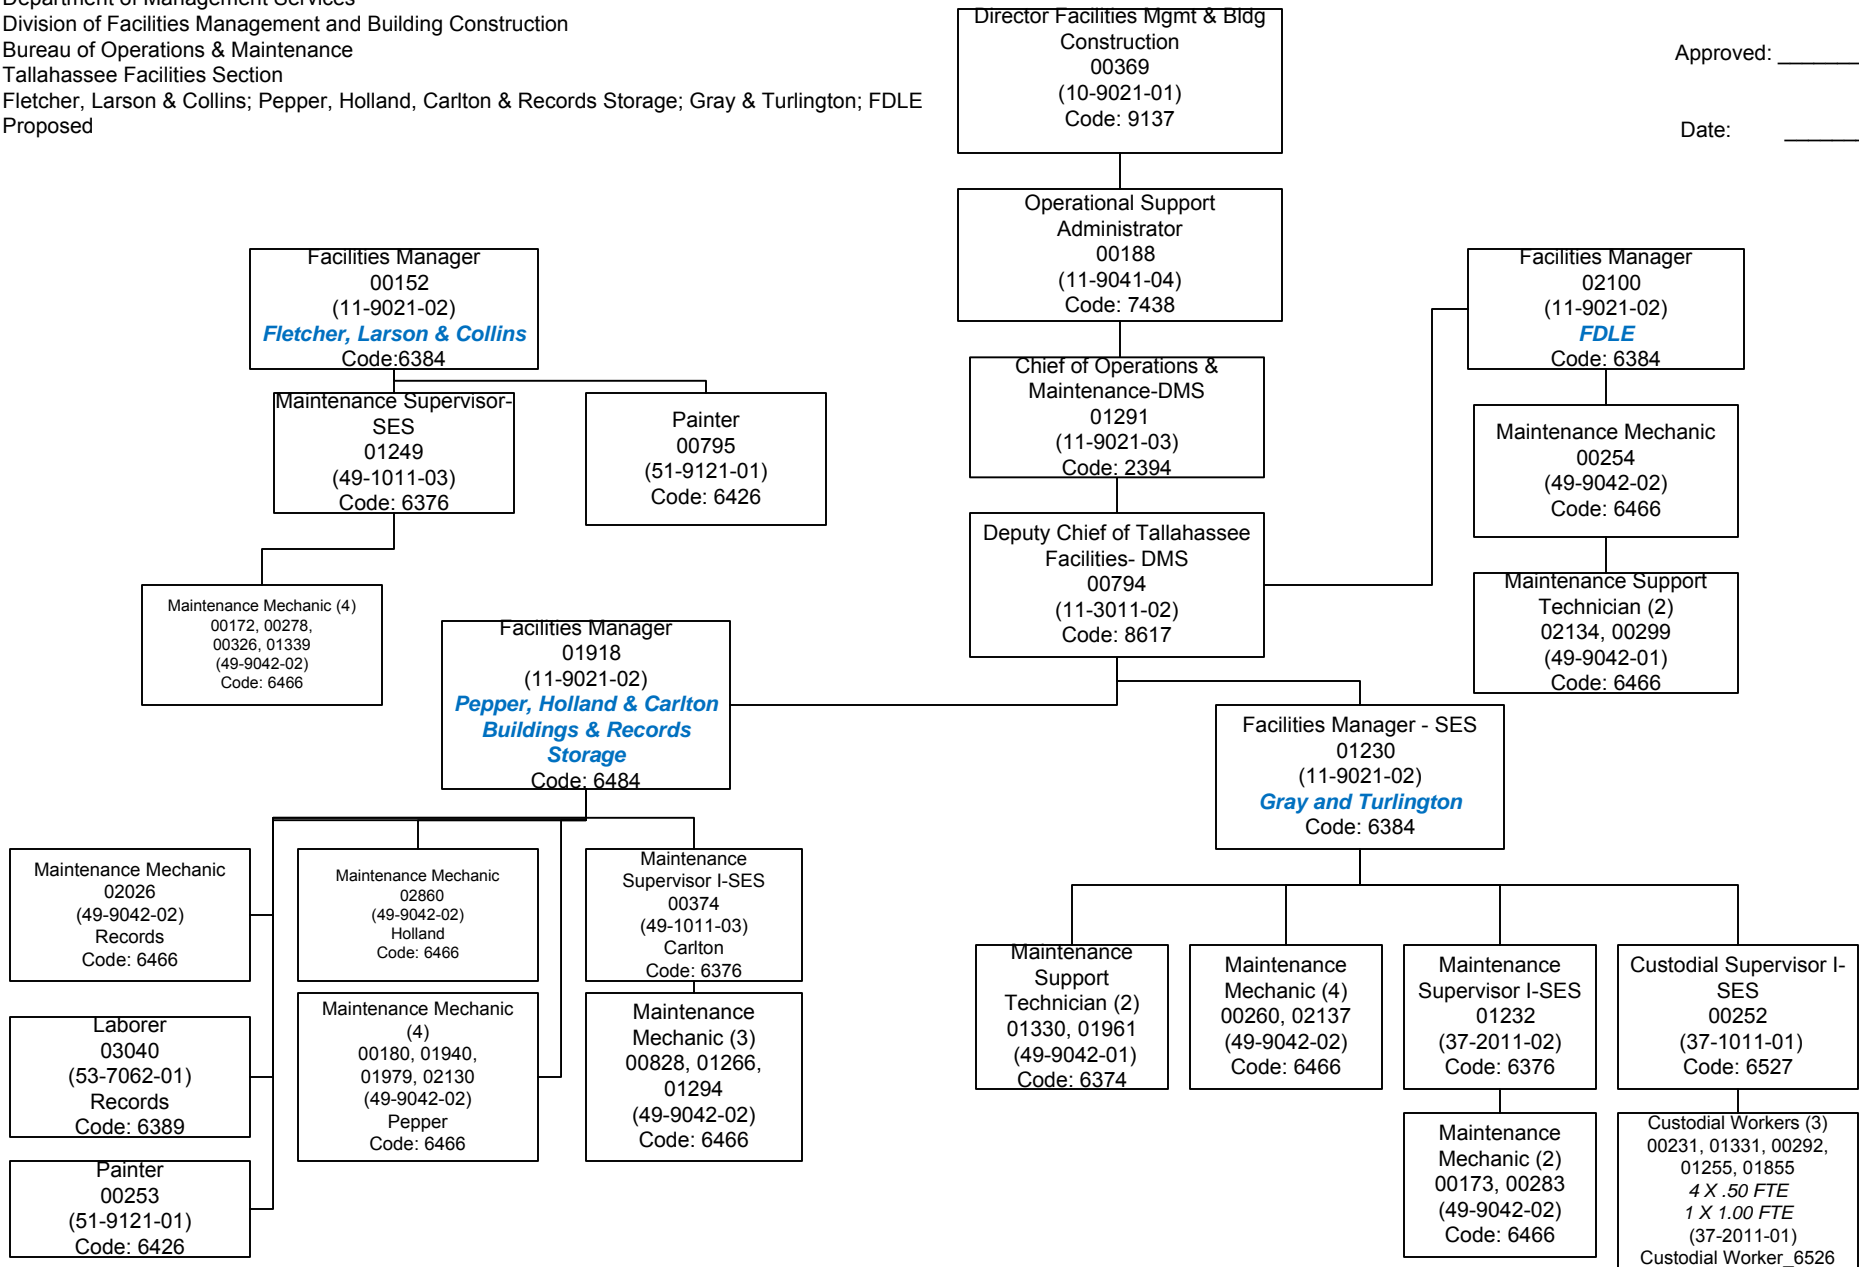 Department of Management Services
Division of Facilities Management and Building Construction
Bureau of Operations & Maintenance
Tallahassee Facilities Section
Fletcher, Larson & Collins; Pepper, Holland, Carlton & Records Storage; Gray & Turlington; FDLE
Proposed
Director Facilities Mgmt & Bldg
Construction
00369
(10-9021-01)
Code: 9137
Approved: _______
Date: ______
Operational Support
Administrator
00188
(11-9041-04)
Code: 7438
Facilities Manager
00152
(11-9021-02)
Fletcher, Larson & Collins
Code:6384
Facilities Manager
02100
(11-9021-02)
FDLE
Code: 6384
Chief of Operations &
Maintenance-DMS
01291
(11-9021-03)
Code: 2394
Maintenance Supervisor-
SES
01249
(49-1011-03)
Code: 6376
Painter
00795
(51-9121-01)
Code: 6426
Maintenance Mechanic
00254
(49-9042-02)
Code: 6466
Deputy Chief of Tallahassee
Facilities- DMS
00794
(11-3011-02)
Code: 8617
Maintenance Support
Technician (2)
02134, 00299
(49-9042-01)
Code: 6466
Maintenance Mechanic (4)
00172, 00278,
00326, 01339
(49-9042-02)
Code: 6466
Facilities Manager
01918
(11-9021-02)
Pepper, Holland & Carlton
Buildings & Records
Storage
Code: 6484
Facilities Manager - SES
01230
(11-9021-02)
Gray and Turlington
Code: 6384
Maintenance Mechanic
02026
(49-9042-02)
Records
Code: 6466
Maintenance Mechanic
02860
(49-9042-02)
Holland
Code: 6466
Maintenance
Supervisor I-SES
00374
(49-1011-03)
Carlton
Code: 6376
Maintenance
Support
Technician (2)
01330, 01961
(49-9042-01)
Code: 6374
Maintenance
Mechanic (4)
00260, 02137
(49-9042-02)
Code: 6466
Maintenance
Supervisor I-SES
01232
(37-2011-02)
Code: 6376
Custodial Supervisor I-
SES
00252
(37-1011-01)
Code: 6527
Laborer
03040
(53-7062-01)
Records
Code: 6389
Maintenance Mechanic
(4)
00180, 01940,
01979, 02130
(49-9042-02)
Pepper
Code: 6466
Maintenance
Mechanic (3)
00828, 01266,
01294
(49-9042-02)
Code: 6466
Painter
00253
(51-9121-01)
Code: 6426
Maintenance
Mechanic (2)
00173, 00283
(49-9042-02)
Code: 6466
Custodial Workers (3)
00231, 01331, 00292,
01255, 01855
4 X .50 FTE
1 X 1.00 FTE
(37-2011-01)
Custodial Worker_6526